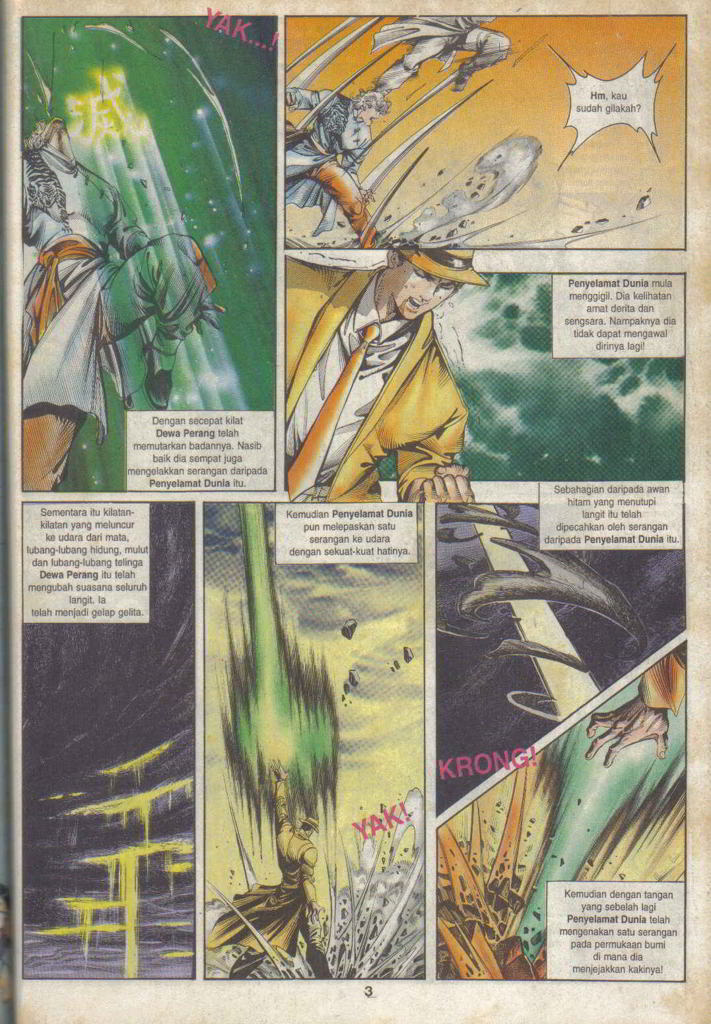 YAK...!
滅
Dengan secepat kilat
Dewa Perang telah
memutarkan badannya. Nasib
baik dia sempat juga
mengelakkan serangan daripada
Penyelamat Dunia itu.
Hm, kau
sudah gilakah?
Penyelamat Dunia mula
menggigil. Dia kelihatan
amat derita dan
sengsara. Nampaknya dia
tidak dapat mengawal
dirinya lagi!
Sementara itu kilatan-
kilatan yang meluncur
ke udara dari mata,
lubang-lubang hidung, mulut
dan lubang-lubang telinga
Dewa Perang itu telah
mengubah suasana seluruh
langit. Ia
telah menjadi gelap gelita.
Kemudian Penyelamat Dunia
pun melepaskan satu
serangan ke udara
dengan sekuat-kuat hatinya.
YAK!
Sebahagian daripada awan
hitam yang menutupi
langit itu telah
dipecahkan oleh serangan
daripada Penyelamat Dunia itu.
KRONG!
Kemudian dengan tangan
yang sebelah lagi
Penyelamat Dunia telah
mengenakan satu serangan
pada permukaan bumi
di mana dia
menjejakkan kakinya!
3